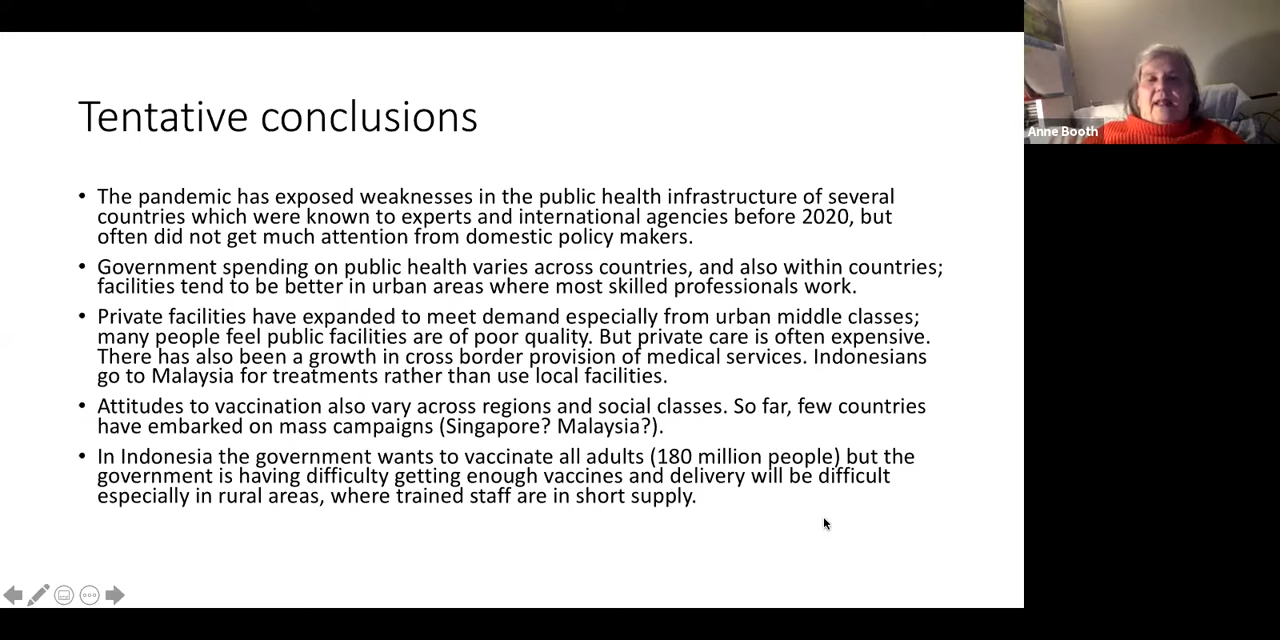 Tentative conclusions
• The pandemic has exposed weaknesses in the public health infrastructure of several
countries which were known to experts and international agencies before 2020, but
often did not get much attention from domestic policy makers.
• Government spending on public health varies across countries, and also within countries;
facilities tend to be better in urban areas where most skilled professionals work.
• Private facilities have expanded to meet demand especially from urban middle classes;
many people feel public facilities are of poor quality. But private care is often expensive.
There has also been a growth in cross border provision of medical services. Indonesians
go to Malaysia for treatments rather than use local facilities.
• Attitudes to vaccination also vary across regions and social classes. So far, few countries
have embarked on mass campaigns (Singapore? Malaysia?).
• In Indonesia the government wants to vaccinate all adults (180 million people) but the
government is having difficulty getting enough vaccines and delivery will be difficult
especially in rural areas, where trained staff are in short supply.
Anne Booth